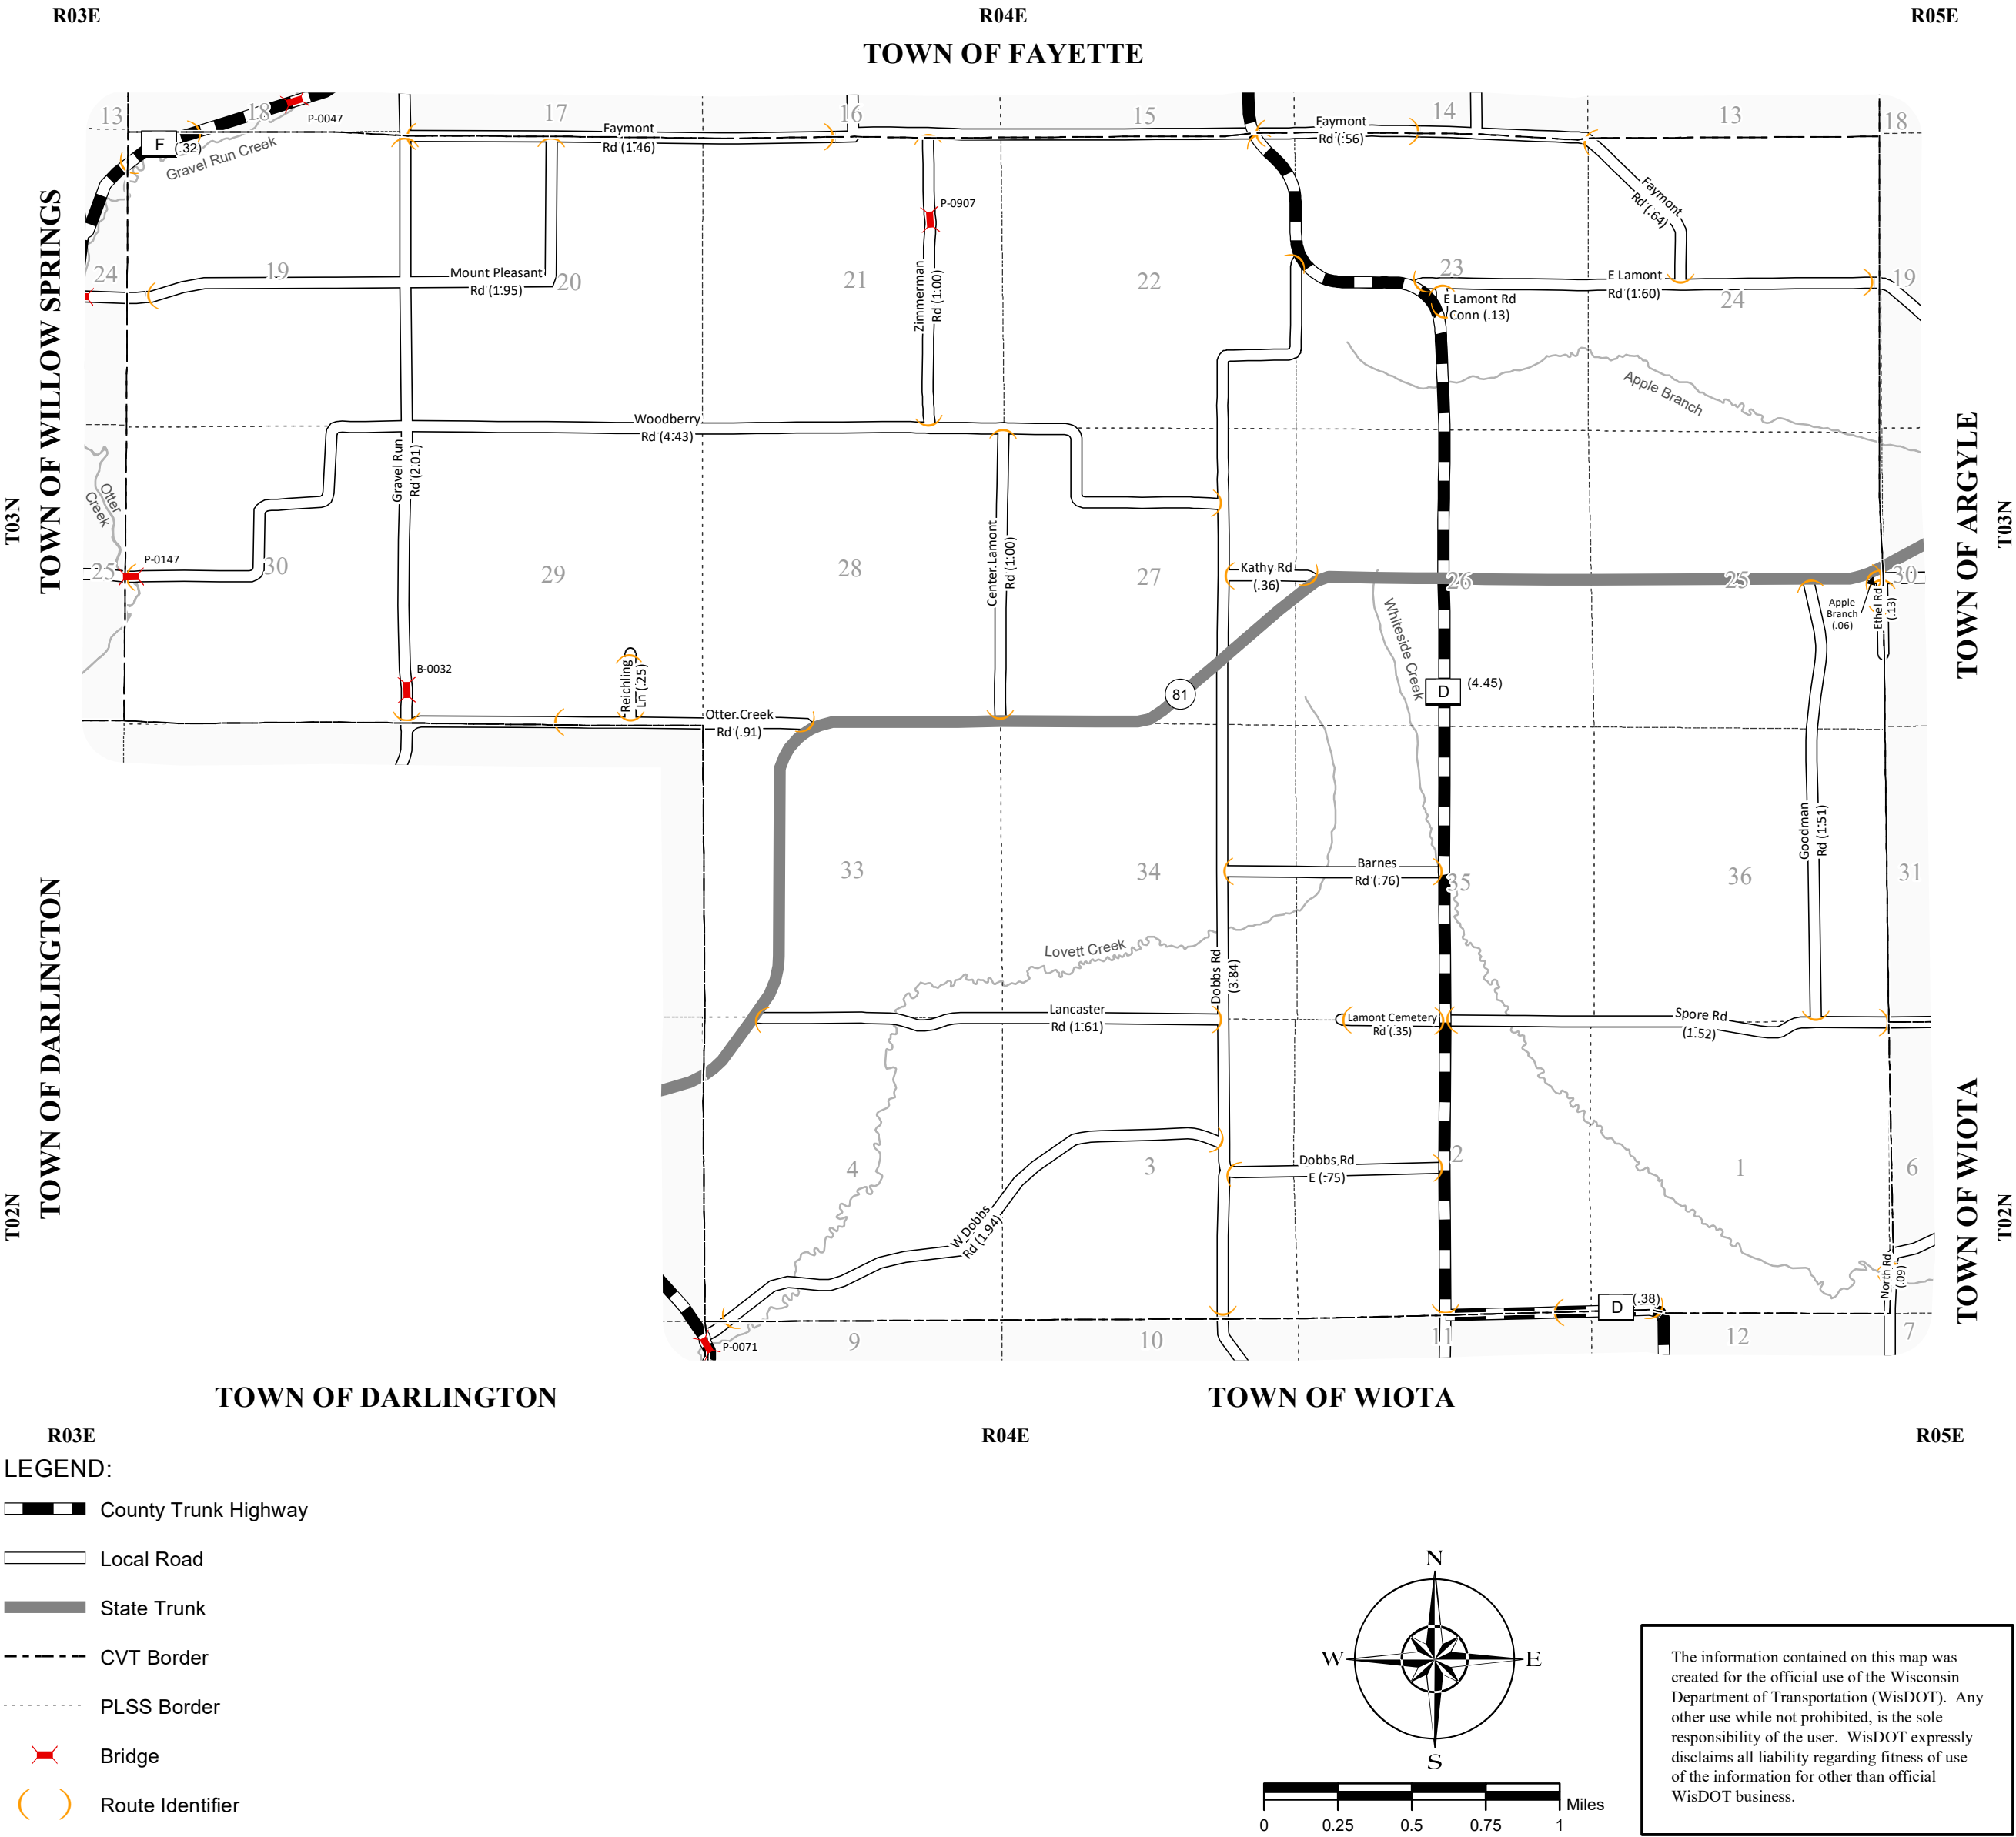 R03E
R04E
R05E
TOWN OF FAYETTE
13
18
P-0047
17
16
15
14
13
18
F
(.32)
Gravel Run Creek
Faymont
Rd (1.46)
Faymont
Rd (.56)
Faymont
Rd (.64)
P-0907
TOWN OF WILLOW SPRINGS
24
19
Mount Pleasant
Rd (1.95)
20
21
Zimmerman
Rd (1.00)
22
23
E Lamont
Rd (1.60)
24
19
E Lamont Rd
Conn (.13)
Apple Branch
Woodberry
Rd (4.43)
Gravel Run
Rd (2.01)
Otter
Creek
T03N
TOWN OF ARGYLE
T03N
P-0147
25
30
29
28
Center Lamont
Rd (1.00)
27
Kathy Rd
(.36)
26
25
30
Apple
Branch
(.06)
Ethel Rd
(.13)
Whiteside Creek
B-0032
Reichling
Ln (.25)
81
D
(4.45)
Otter Creek
Rd (.91)
Goodman
Rd (1.51)
33
34
Barnes
Rd (.76)
35
36
31
TOWN OF DARLINGTON
Lovett Creek
Dobbs Rd
(3.84)
Lancaster
Rd (1.61)
Lamont Cemetery
Rd (.35)
Spore Rd
(1.52)
4
3
Dobbs Rd
E (.75)
2
1
6
T02N
TOWN OF WIOTA
T02N
W Dobbs
Rd (1.94)
North Rd
(.09)
D
(.38)
P-0071
9
10
11
12
7
TOWN OF DARLINGTON
TOWN OF WIOTA
R03E
R04E
R05E
LEGEND:
County Trunk Highway
Local Road
State Trunk
CVT Border
PLSS Border
Bridge
Route Identifier
N
W
E
S
Miles
0
0.25
0.5
0.75
1
The information contained on this map was
created for the official use of the Wisconsin
Department of Transportation (WisDOT).  Any
other use while not prohibited, is the sole
responsibility of the user.  WisDOT expressly
disclaims all liability regarding fitness of use
of the information for other than official
WisDOT business.